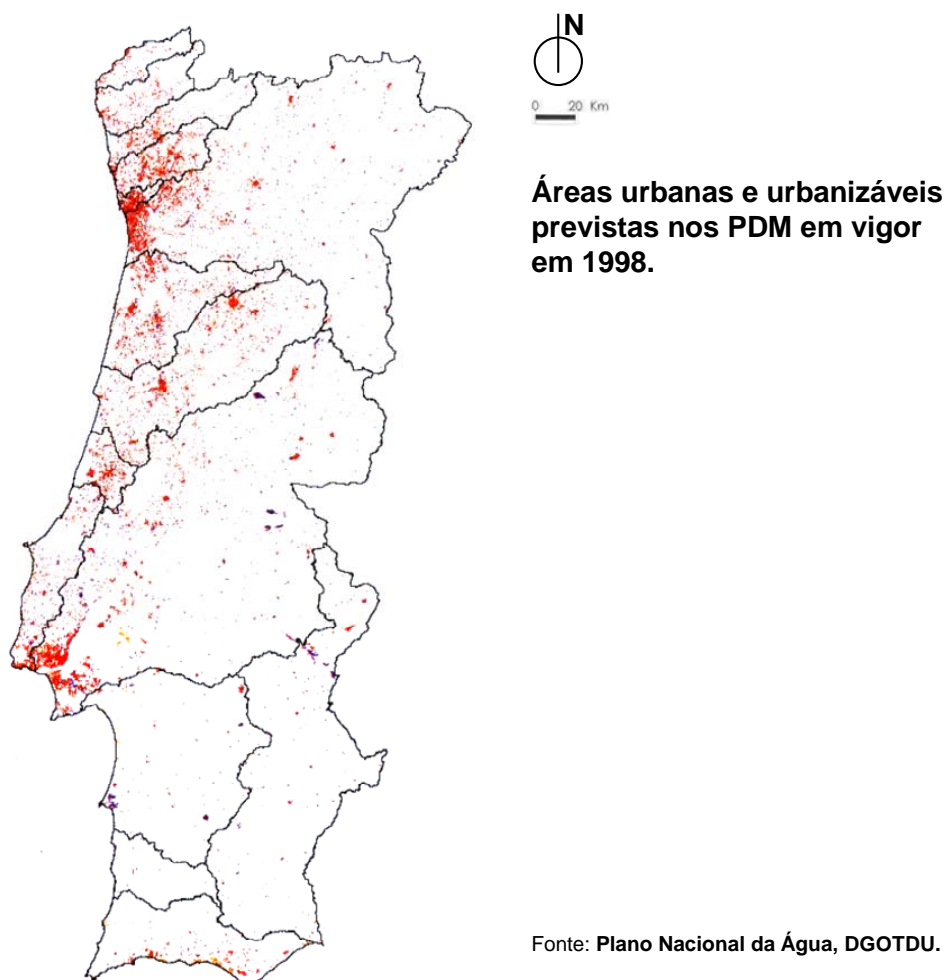 N
0 20 Km
Áreas urbanas e urbanizáveis
previstas nos PDM em vigor
em 1998.
Fonte: Plano Nacional da Água, DGOTDU.